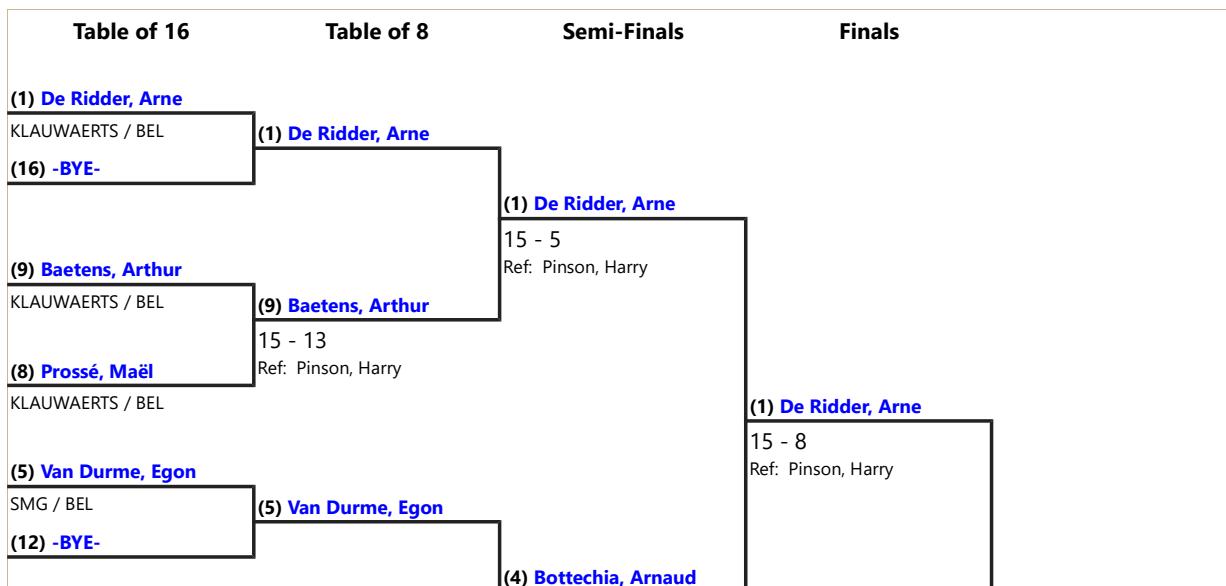 Table of 16
Table of 8
Semi-Finals
Finals
(1) De Ridder, Arne
KLAUWAERTS / BEL
(1) De Ridder, Arne
(16) -BYE-
(1) De Ridder, Arne
15 - 5
Ref: Pinson, Harry
(9) Baetens, Arthur
KLAUWAERTS / BEL
(9) Baetens, Arthur
15 - 13
Ref: Pinson, Harry
(8) Prossé, Maël
KLAUWAERTS / BEL
(1) De Ridder, Arne
15 - 8
Ref: Pinson, Harry
(5) Van Durme, Egon
SMG / BEL
(5) Van Durme, Egon
(12) -BYE-
(4) Bottechia, Arnaud